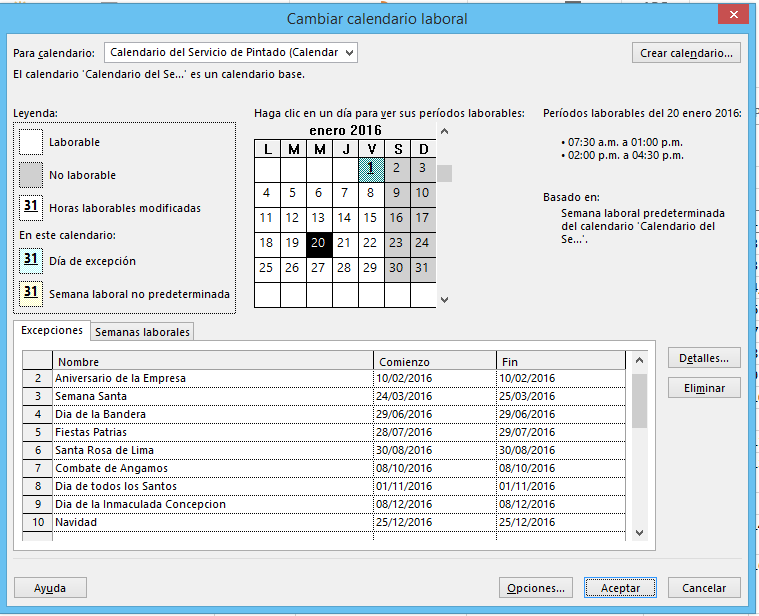 Cambiar calendario laboral
Para calendario: Calendario del Servicio de Pintado (Calendar
Crear calendario...
El calendario 'Calendario del Se...' es un calendario base.
Leyenda:
Laborable
No laborable
31 Horas laborables modificadas
En este calendario:
31 Día de excepción
31 Semana laboral no predeterminada
Haga clic en un día para ver sus períodos laborables:
enero 2016
L M M J V S D
1 2 3
4 5 6 7 8 9 10
11 12 13 14 15 16 17
18 19 20 21 22 23 24
25 26 27 28 29 30 31
Períodos laborables del 20 enero 2016:
• 07:30 a.m. a 01:00 p.m.
• 02:00 p.m. a 04:30 p.m.
Basado en:
Semana laboral predeterminada
del calendario 'Calendario del
Se...'.
Excepciones Semanas laborales
Nombre Comienzo Fin
2 Aniversario de la Empresa 10/02/2016 10/02/2016
3 Semana Santa 24/03/2016 25/03/2016
4 Dia de la Bandera 29/06/2016 29/06/2016
5 Fiestas Patrias 28/07/2016 29/07/2016
6 Santa Rosa de Lima 30/08/2016 30/08/2016
7 Combate de Angamos 08/10/2016 08/10/2016
8 Dia de todos los Santos 01/11/2016 01/11/2016
9 Dia de la Inmaculada Concepcion 08/12/2016 08/12/2016
10 Navidad 25/12/2016 25/12/2016
Detalles...
Eliminar
Ayuda
Opciones...
Aceptar
Cancelar